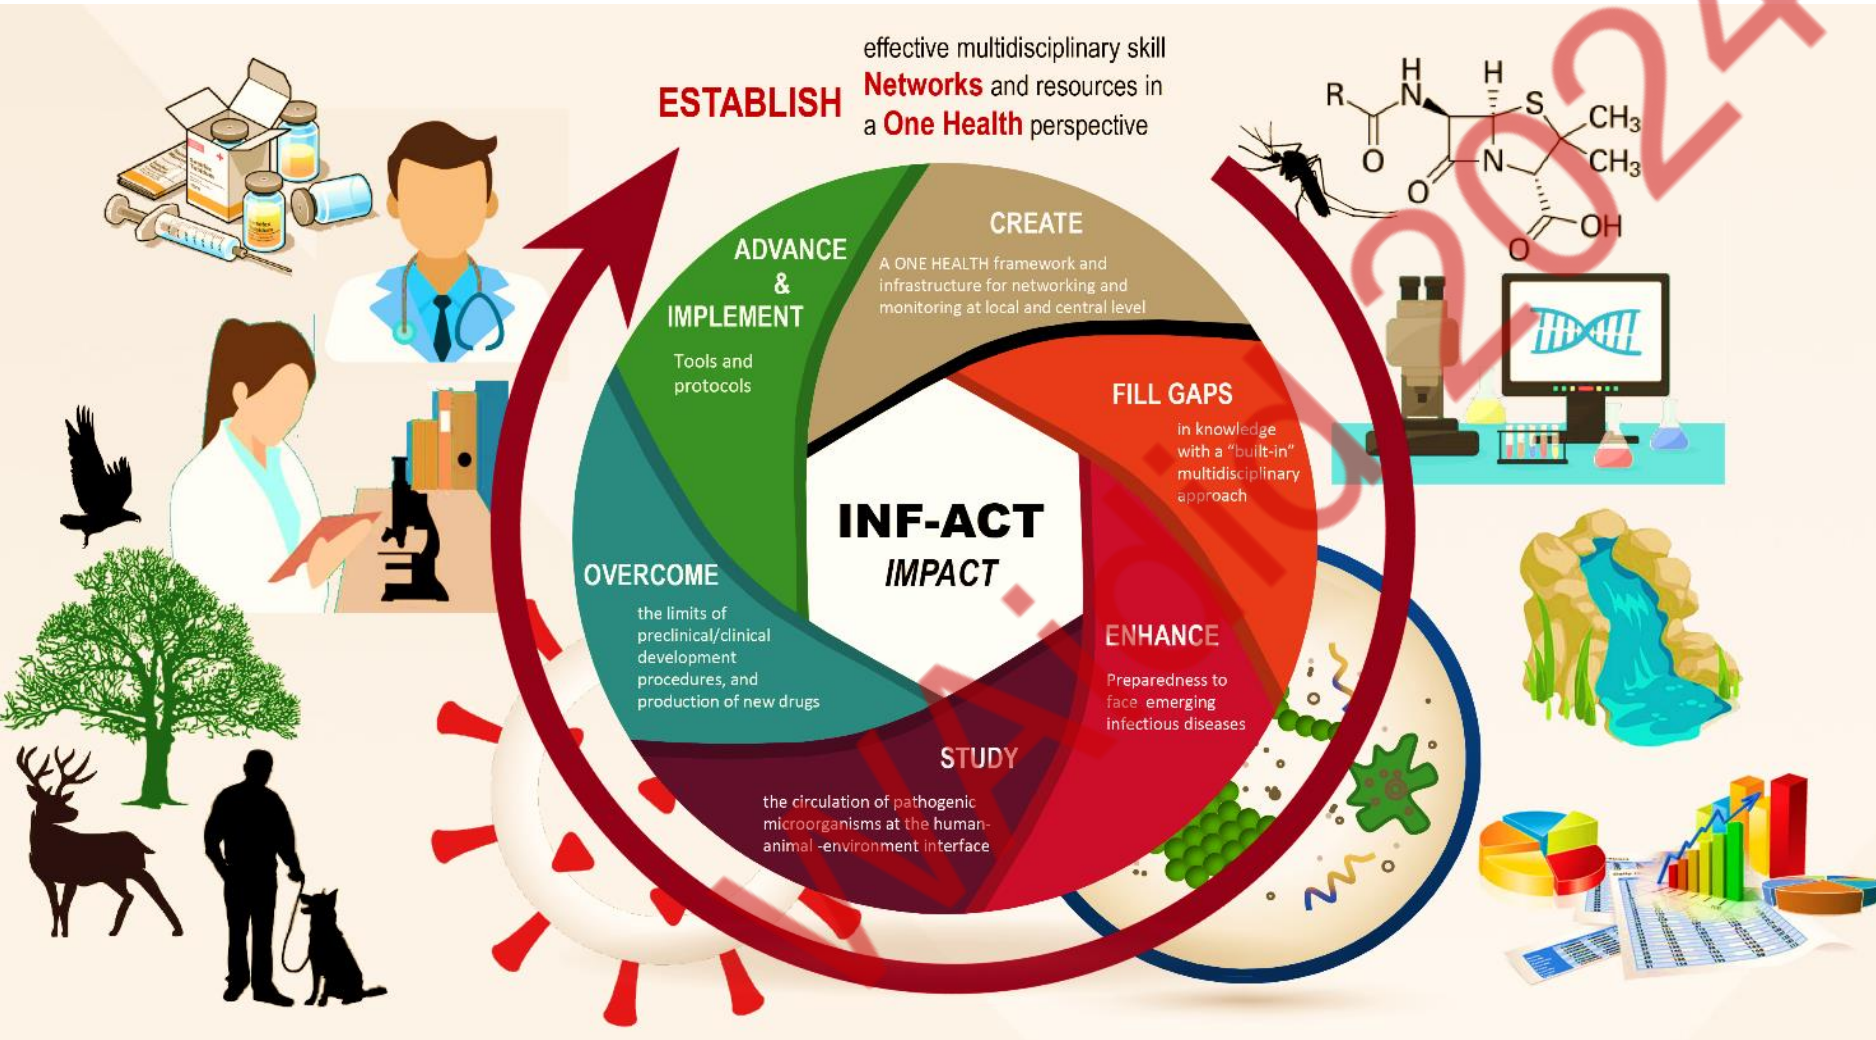 effective multidisciplinary skill
ESTABLISH
Networks and resources in
a One Health perspective
CREATE
A ONE HEALTH framework and
infrastructure for networking and
monitoring at local and central level
FILL GAPS
in knowledge
with a "built-in"
multidisciplinary
approach
ENHANCE
Preparedness to
face emerging
infectious diseases
STUDY
the circulation of pathogenic
microorganisms at the human-
animal -environment interface
OVERCOME
the limits of
preclinical/clinical
development
procedures, and
production of new drugs
ADVANCE
&
IMPLEMENT
Tools and
protocols
INF-ACT
IMPACT
H
H
R
N
S
CH3
O
N
CH3
O
OH
O
WAidid 2024